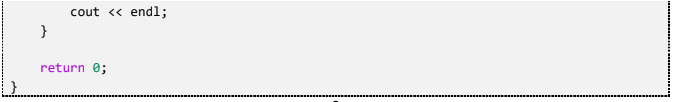 cout << endl;
}
return 0;
}